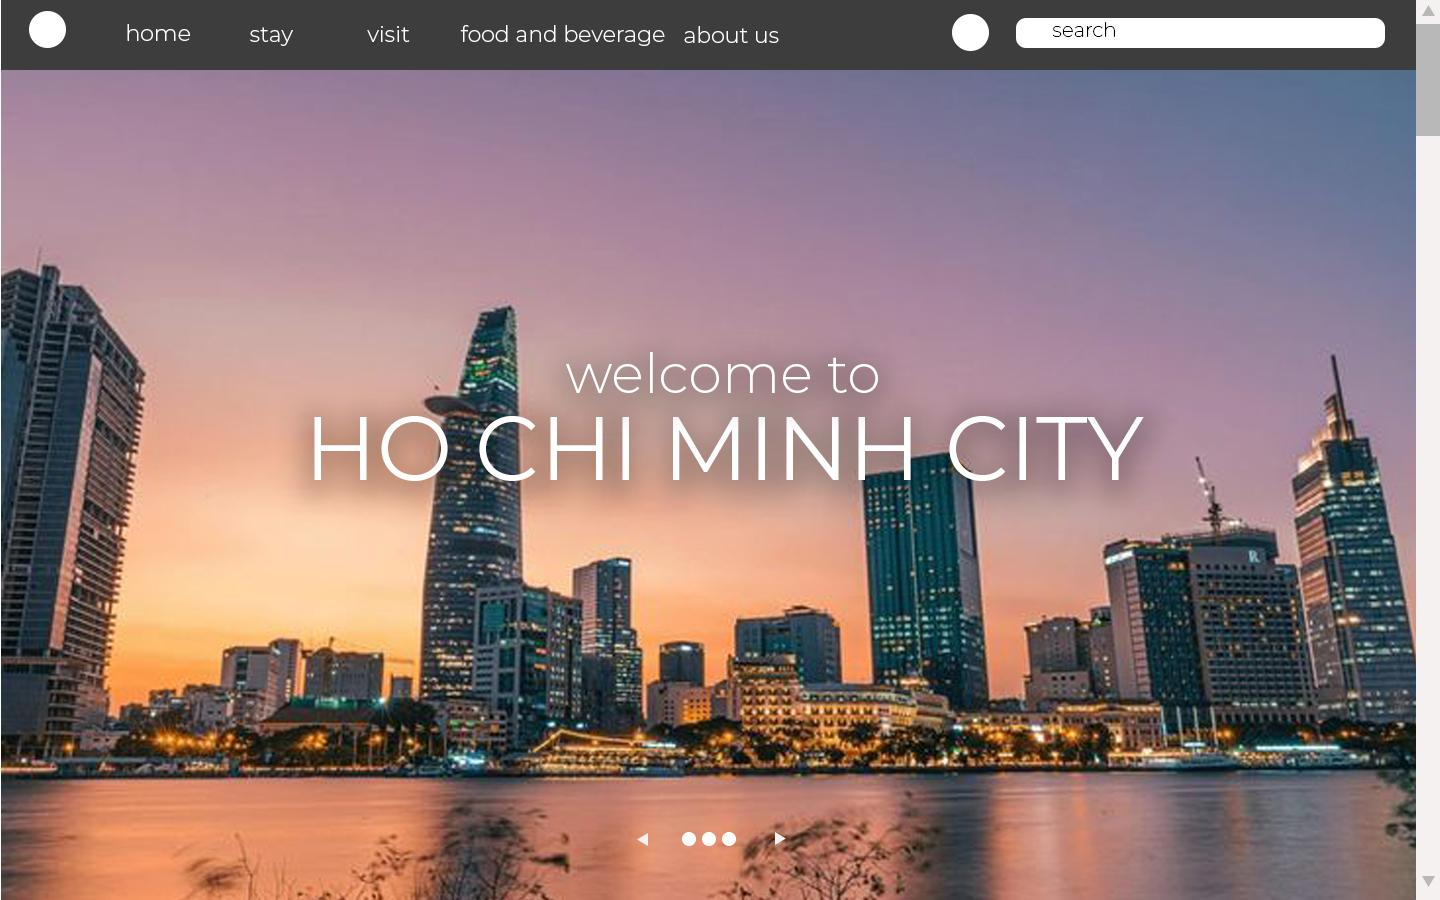 home stay visit food and beverage about us search
welcome to
HO CHI MINH CITY
R